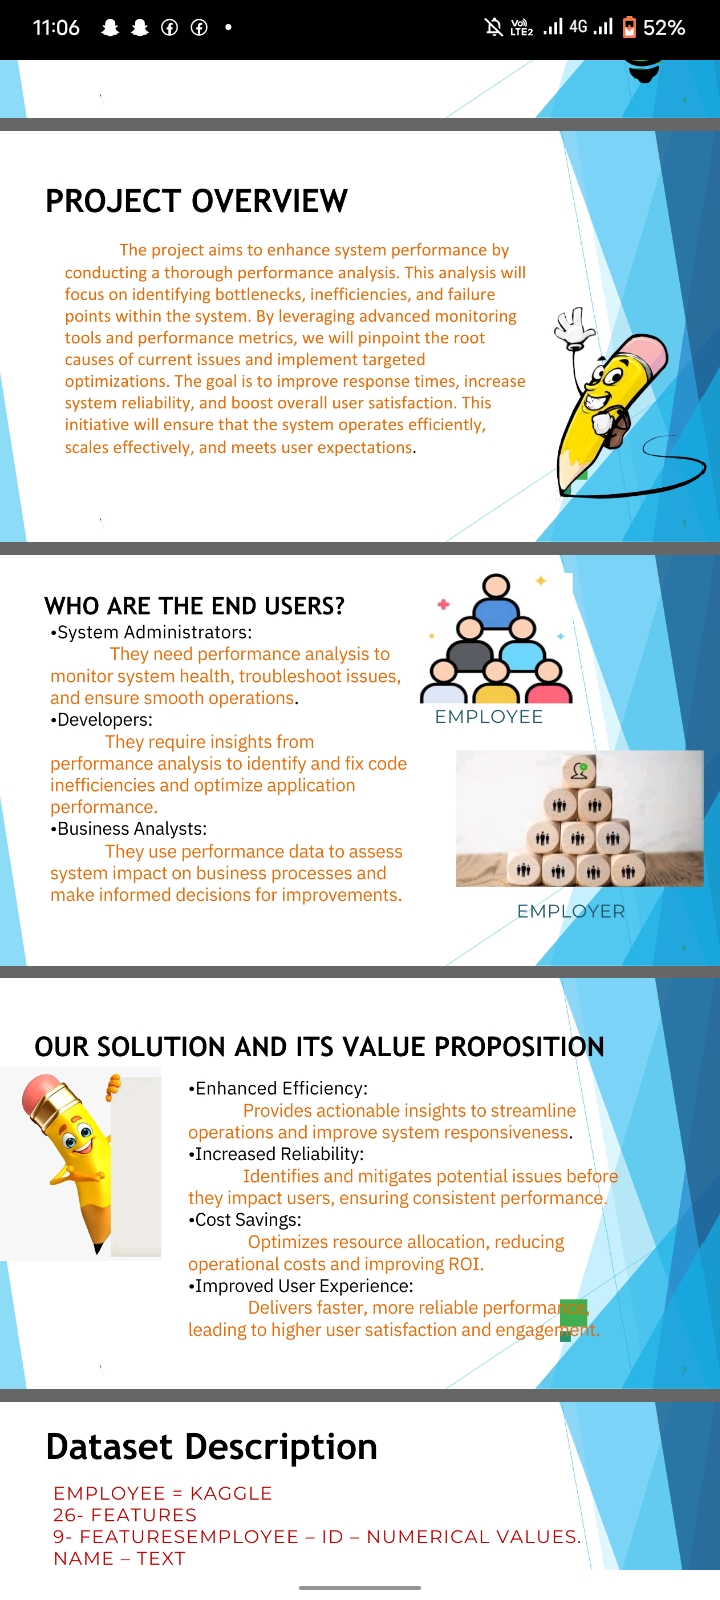 11:06
Vo))
LTE2
4G
52%
4
PROJECT OVERVIEW
The project aims to enhance system performance by
conducting a thorough performance analysis. This analysis will
focus on identifying bottlenecks, inefficiencies, and failure
points within the system. By leveraging advanced monitoring
tools and performance metrics, we will pinpoint the root
causes of current issues and implement targeted
optimizations. The goal is to improve response times, increase
system reliability, and boost overall user satisfaction. This
initiative will ensure that the system operates efficiently,
scales effectively, and meets user expectations.
5
WHO ARE THE END USERS?
•System Administrators:
They need performance analysis to
monitor system health, troubleshoot issues,
and ensure smooth operations.
•Developers:
They require insights from
performance analysis to identify and fix code
inefficiencies and optimize application
performance.
•Business Analysts:
They use performance data to assess
system impact on business processes and
make informed decisions for improvements.
EMPLOYEE
EMPLOYER
6
OUR SOLUTION AND ITS VALUE PROPOSITION
•Enhanced Efficiency:
Provides actionable insights to streamline
operations and improve system responsiveness.
•Increased Reliability:
Identifies and mitigates potential issues before
they impact users, ensuring consistent performance.
•Cost Savings:
Optimizes resource allocation, reducing
operational costs and improving ROI.
•Improved User Experience:
Delivers faster, more reliable performance,
leading to higher user satisfaction and engagement.
7
Dataset Description
EMPLOYEE = KAGGLE
26- FEATURES
9- FEATURESEMPLOYEE – ID – NUMERICAL VALUES.
NAME – TEXT